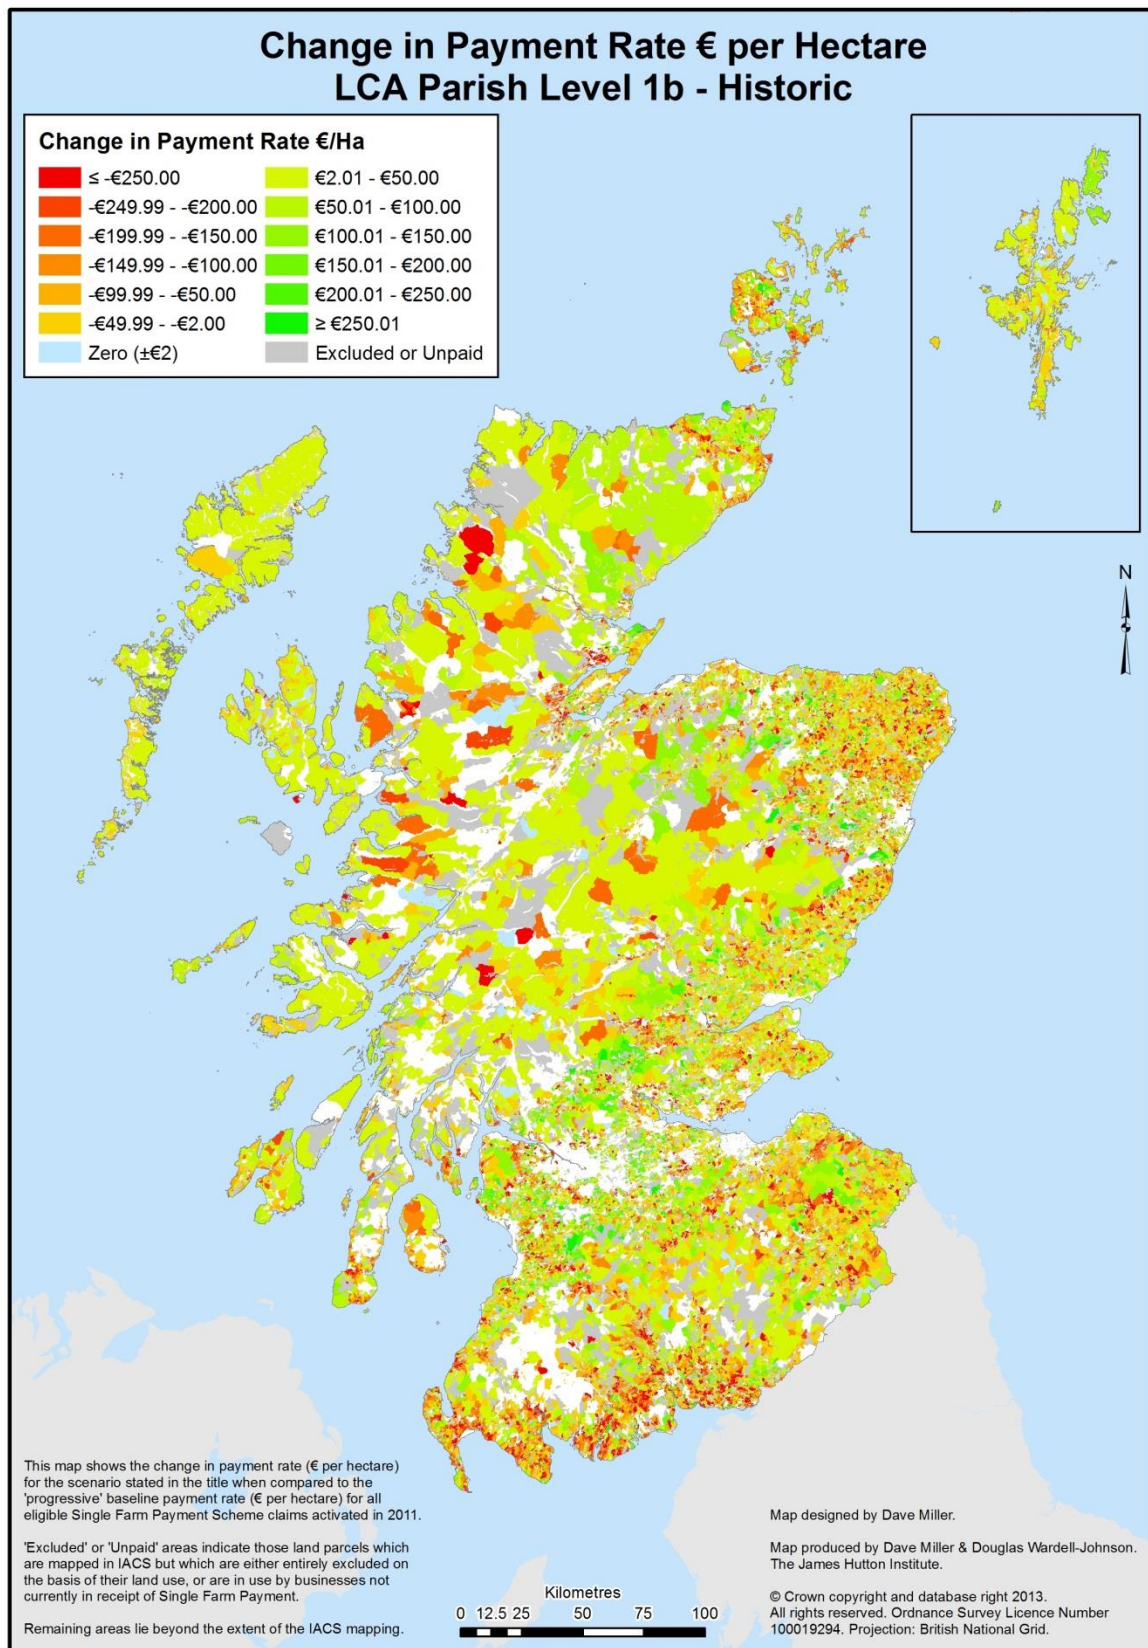 Change in Payment Rate € per Hectare
LCA Parish Level 1b - Historic
Change in Payment Rate €/Ha
≤ -€250.00
-€249.99 - -€200.00
-€199.99 - -€150.00
-€149.99 - -€100.00
-€99.99 - -€50.00
-€49.99 - -€2.00
Zero (±€2)
€2.01 - €50.00
€50.01 - €100.00
€100.01 - €150.00
€150.01 - €200.00
€200.01 - €250.00
≥ €250.01
Excluded or Unpaid
N
This map shows the change in payment rate (€ per hectare)
for the scenario stated in the title when compared to the
'progressive' baseline payment rate (€ per hectare) for all
eligible Single Farm Payment Scheme claims activated in 2011.
'Excluded' or 'Unpaid' areas indicate those land parcels which
are mapped in IACS but which are either entirely excluded on
the basis of their land use, or are in use by businesses not
currently in receipt of Single Farm Payment.
Remaining areas lie beyond the extent of the IACS mapping.
Kilometres
0 12.5 25 50 75 100
Map designed by Dave Miller.
Map produced by Dave Miller & Douglas Wardell-Johnson.
The James Hutton Institute.
© Crown copyright and database right 2013.
All rights reserved. Ordnance Survey Licence Number
100019294. Projection: British National Grid.